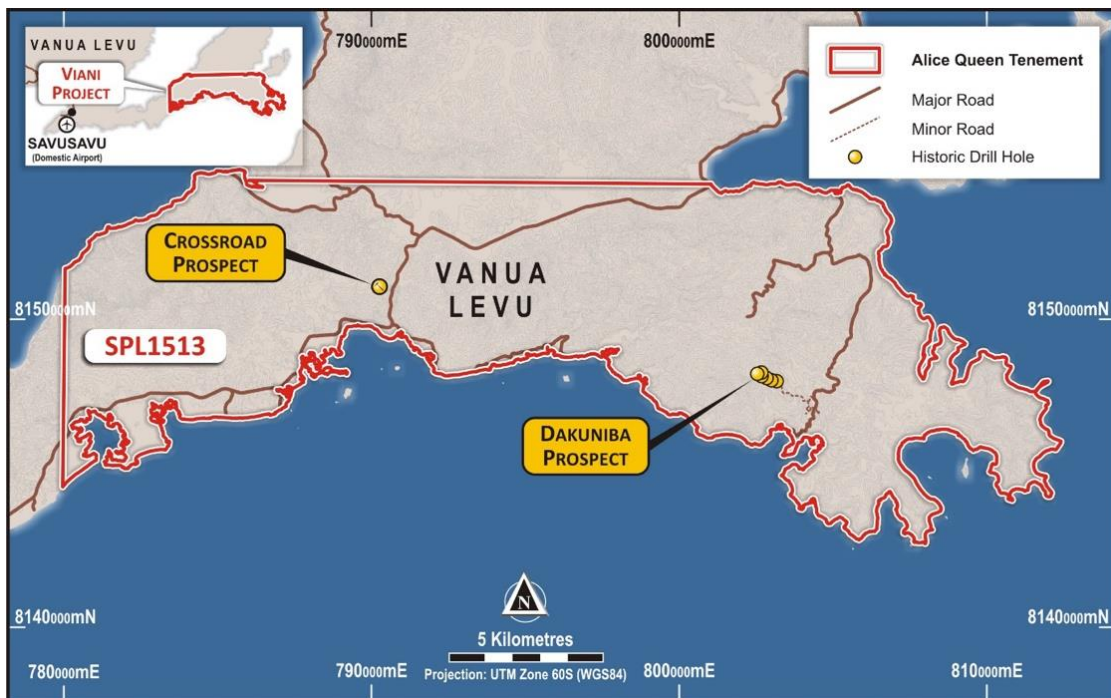 VANUA LEVU
VIANI
PROJECT
SAVUSAVU
(Domestic Airport)
790000mE
800000mE
Alice Queen Tenement
Major Road
Minor Road
Historic Drill Hole
CROSSROAD
PROSPECT
VANUA
LEVU
8150000mN
8150000mN
SPL1513
DAKUNIBA
PROSPECT
8140000mN
8140000mN
N
5 Kilometres
Projection: UTM Zone 60S (WGS84)
780000mE
790000mE
800000mE
810000mE